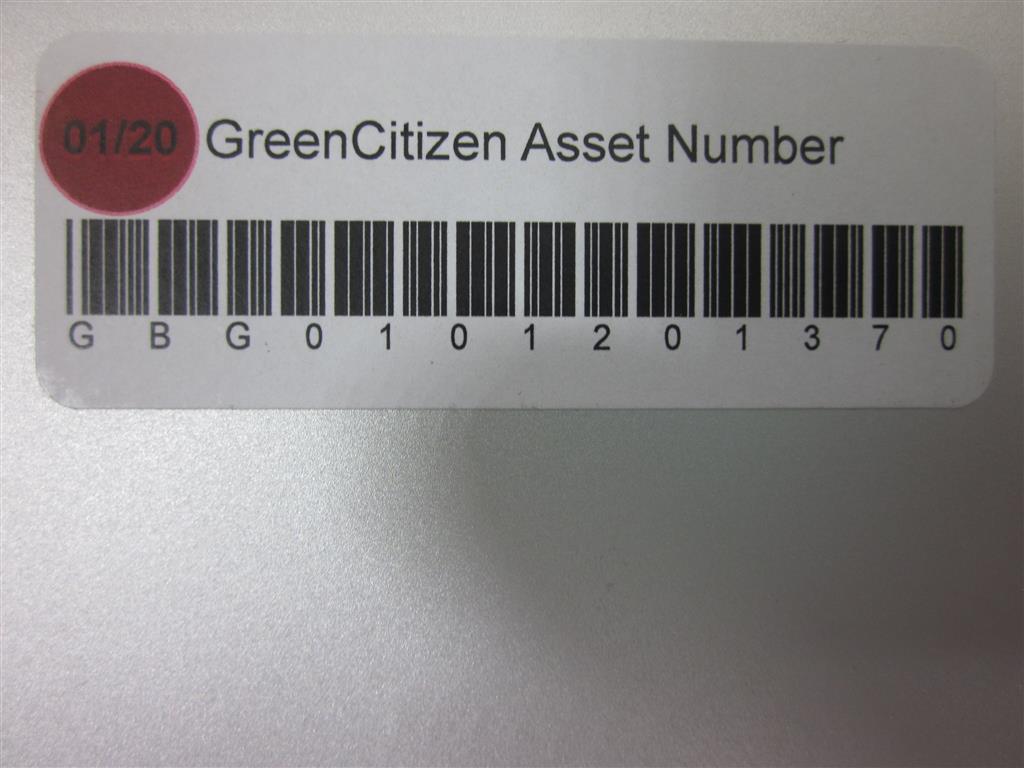 01/20 GreenCitizen Asset Number
G B G 0 1 0 1 2 0 1 3 7 0